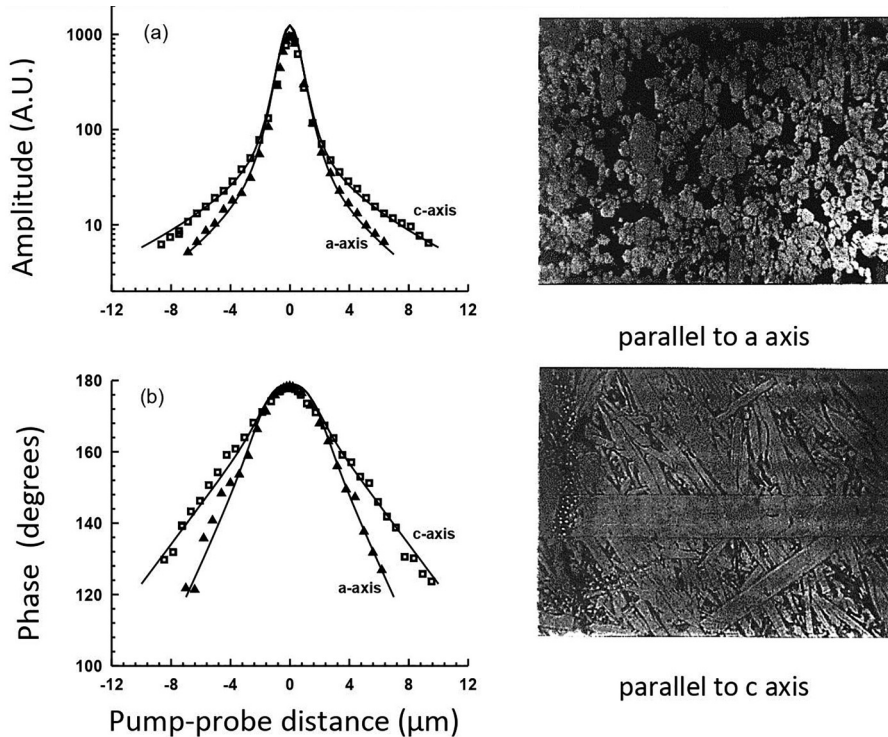 (a)
1000
100
10
Amplitude (A.U.)
c-axis
a-axis
-12 -8 -4 0 4 8 12
parallel to a axis
(b)
180
160
140
120
100
Phase (degrees)
c-axis
a-axis
-12 -8 -4 0 4 8 12
Pump-probe distance (μm)
parallel to c axis